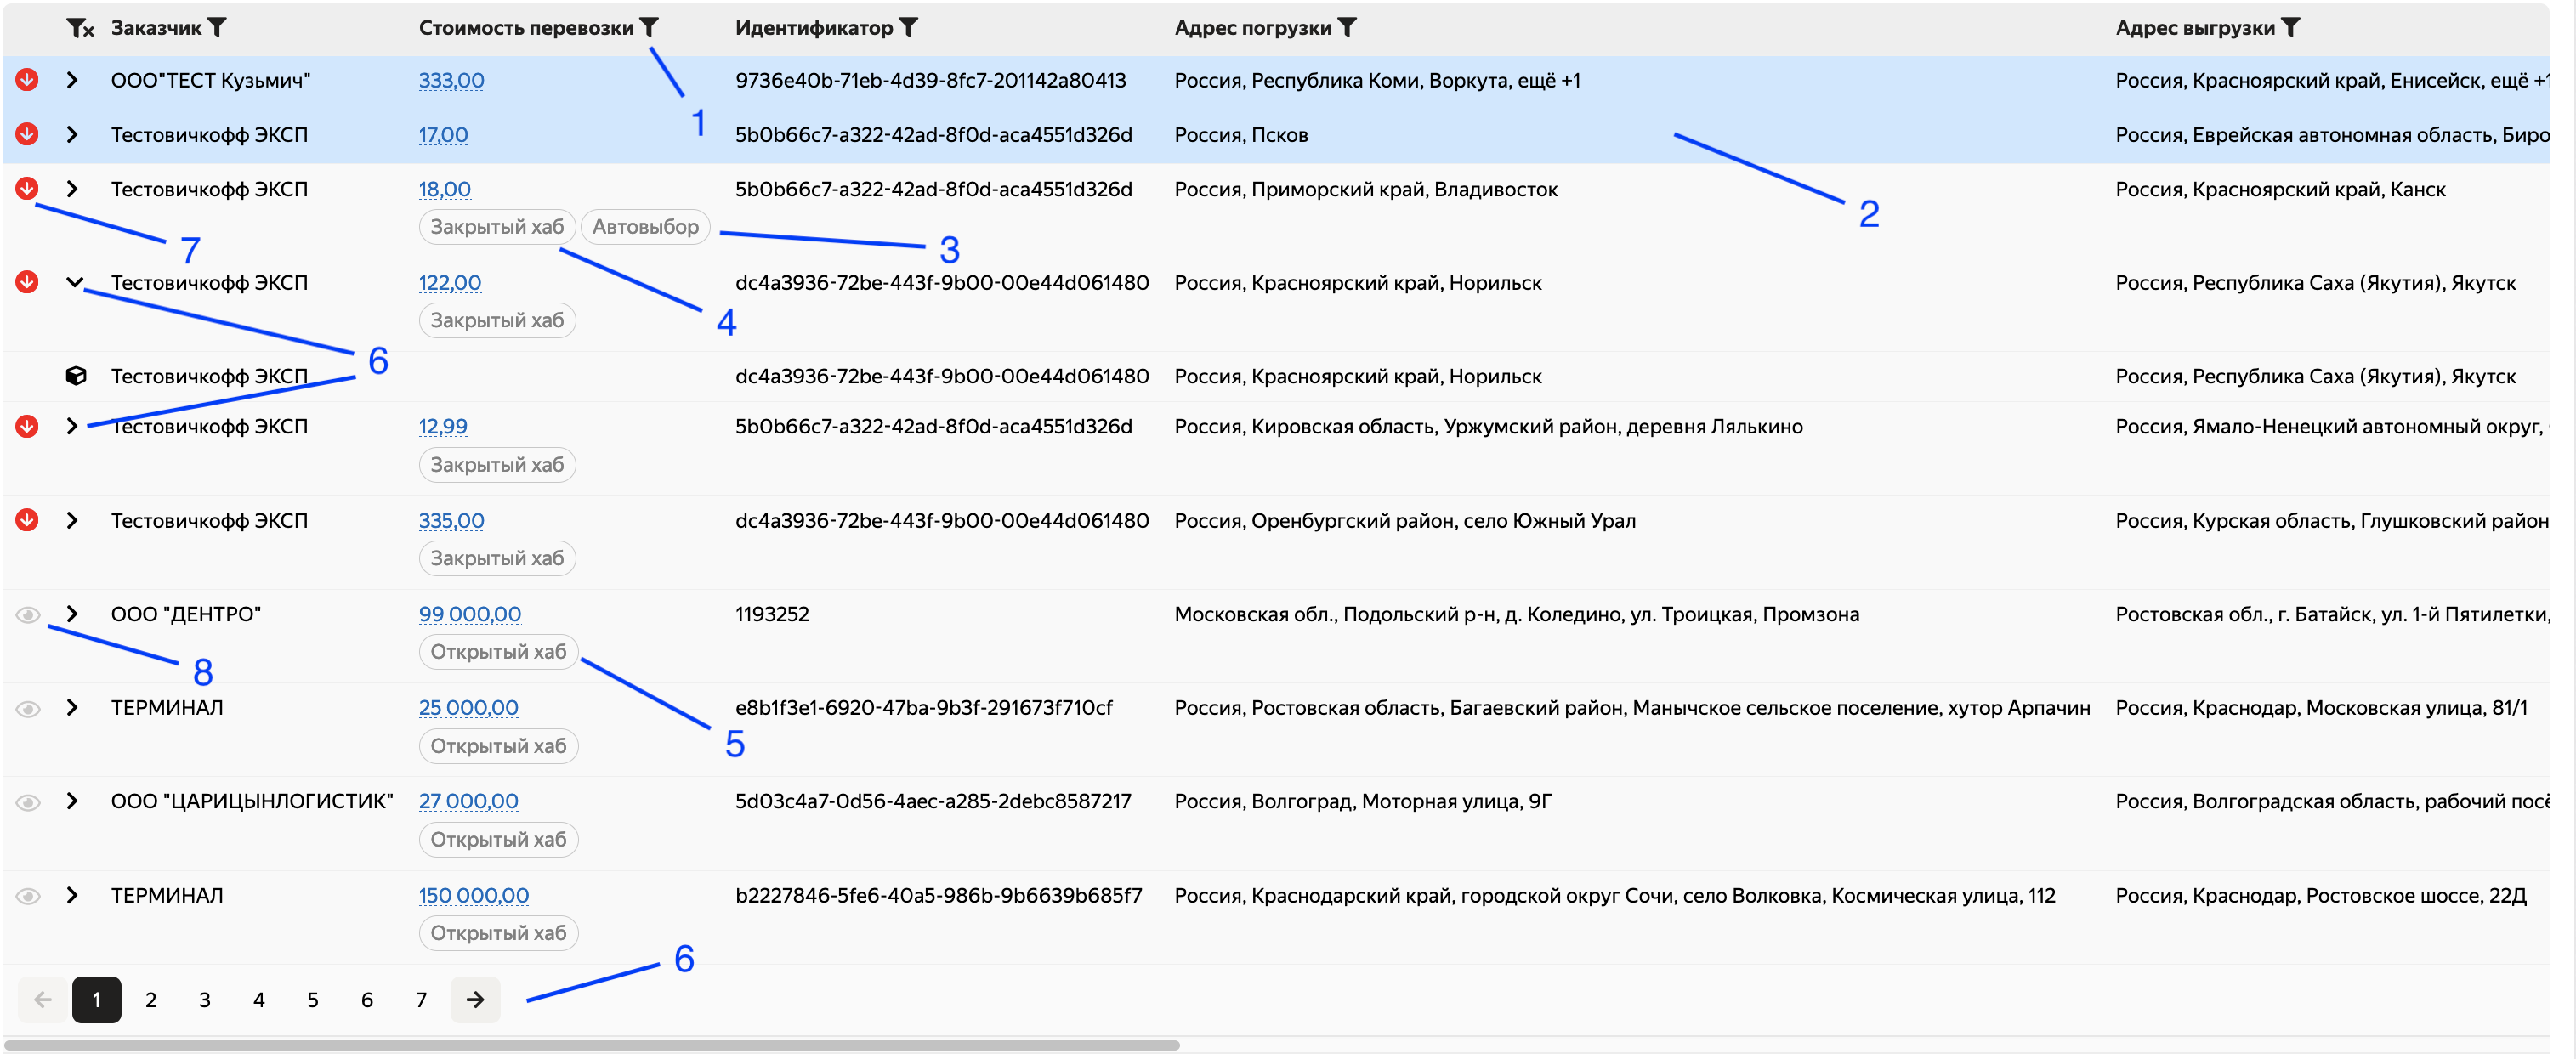 Заказчик Стоимость перевозки Идентификатор Адрес погрузки Адрес выгрузки
ООО"ТЕСТ Кузьмич" 333,00 9736e40b-71eb-4d39-8fc7-201142a80413 Россия, Республика Коми, Воркута, ещё +1 Россия, Красноярский край, Енисейск, ещё +1
1
Тестовичкофф ЭКСП 17,00 5b0b66c7-a322-42ad-8f0d-aca4551d326d Россия, Псков Россия, Еврейская автономная область, Биро
Тестовичкофф ЭКСП 18,00 5b0b66c7-a322-42ad-8f0d-aca4551d326d Россия, Приморский край, Владивосток Россия, Красноярский край, Канск
2
Закрытый хаб Автовыбор
7 3
Тестовичкофф ЭКСП 122,00 dc4a3936-72be-443f-9b00-00e44d061480 Россия, Красноярский край, Норильск Россия, Республика Саха (Якутия), Якутск
Закрытый хаб 4
6
Тестовичкофф ЭКСП dc4a3936-72be-443f-9b00-00e44d061480 Россия, Красноярский край, Норильск Россия, Республика Саха (Якутия), Якутск
Тестовичкофф ЭКСП 12,99 5b0b66c7-a322-42ad-8f0d-aca4551d326d Россия, Кировская область, Уржумский район, деревня Лялькино Россия, Ямало-Ненецкий автономный округ,
Закрытый хаб
Тестовичкофф ЭКСП 335,00 dc4a3936-72be-443f-9b00-00e44d061480 Россия, Оренбургский район, село Южный Урал Россия, Курская область, Глушковский район
Закрытый хаб
ООО "ДЕНТРО" 99 000,00 1193252 Московская обл., Подольский р-н, д. Коледино, ул. Троицкая, Промзона Ростовская обл., г. Батайск, ул. 1-й Пятилетки,
Открытый хаб
8
ТЕРМИНАЛ 25 000,00 e8b1f3e1-6920-47ba-9b3f-291673f710cf Россия, Ростовская область, Багаевский район, Манычское сельское поселение, хутор Арпачин Россия, Краснодар, Московская улица, 81/1
Открытый хаб 5
ООО "ЦАРИЦЫНЛОГИСТИК" 27 000,00 5d03c4a7-0d56-4aec-a285-2debc8587217 Россия, Волгоград, Моторная улица, 9Г Россия, Волгоградская область, рабочий посё
Открытый хаб
ТЕРМИНАЛ 150 000,00 b2227846-5fe6-40a5-986b-9b6639b685f7 Россия, Краснодарский край, городской округ Сочи, село Волковка, Космическая улица, 112 Россия, Краснодар, Ростовское шоссе, 22Д
Открытый хаб
6
1 2 3 4 5 6 7